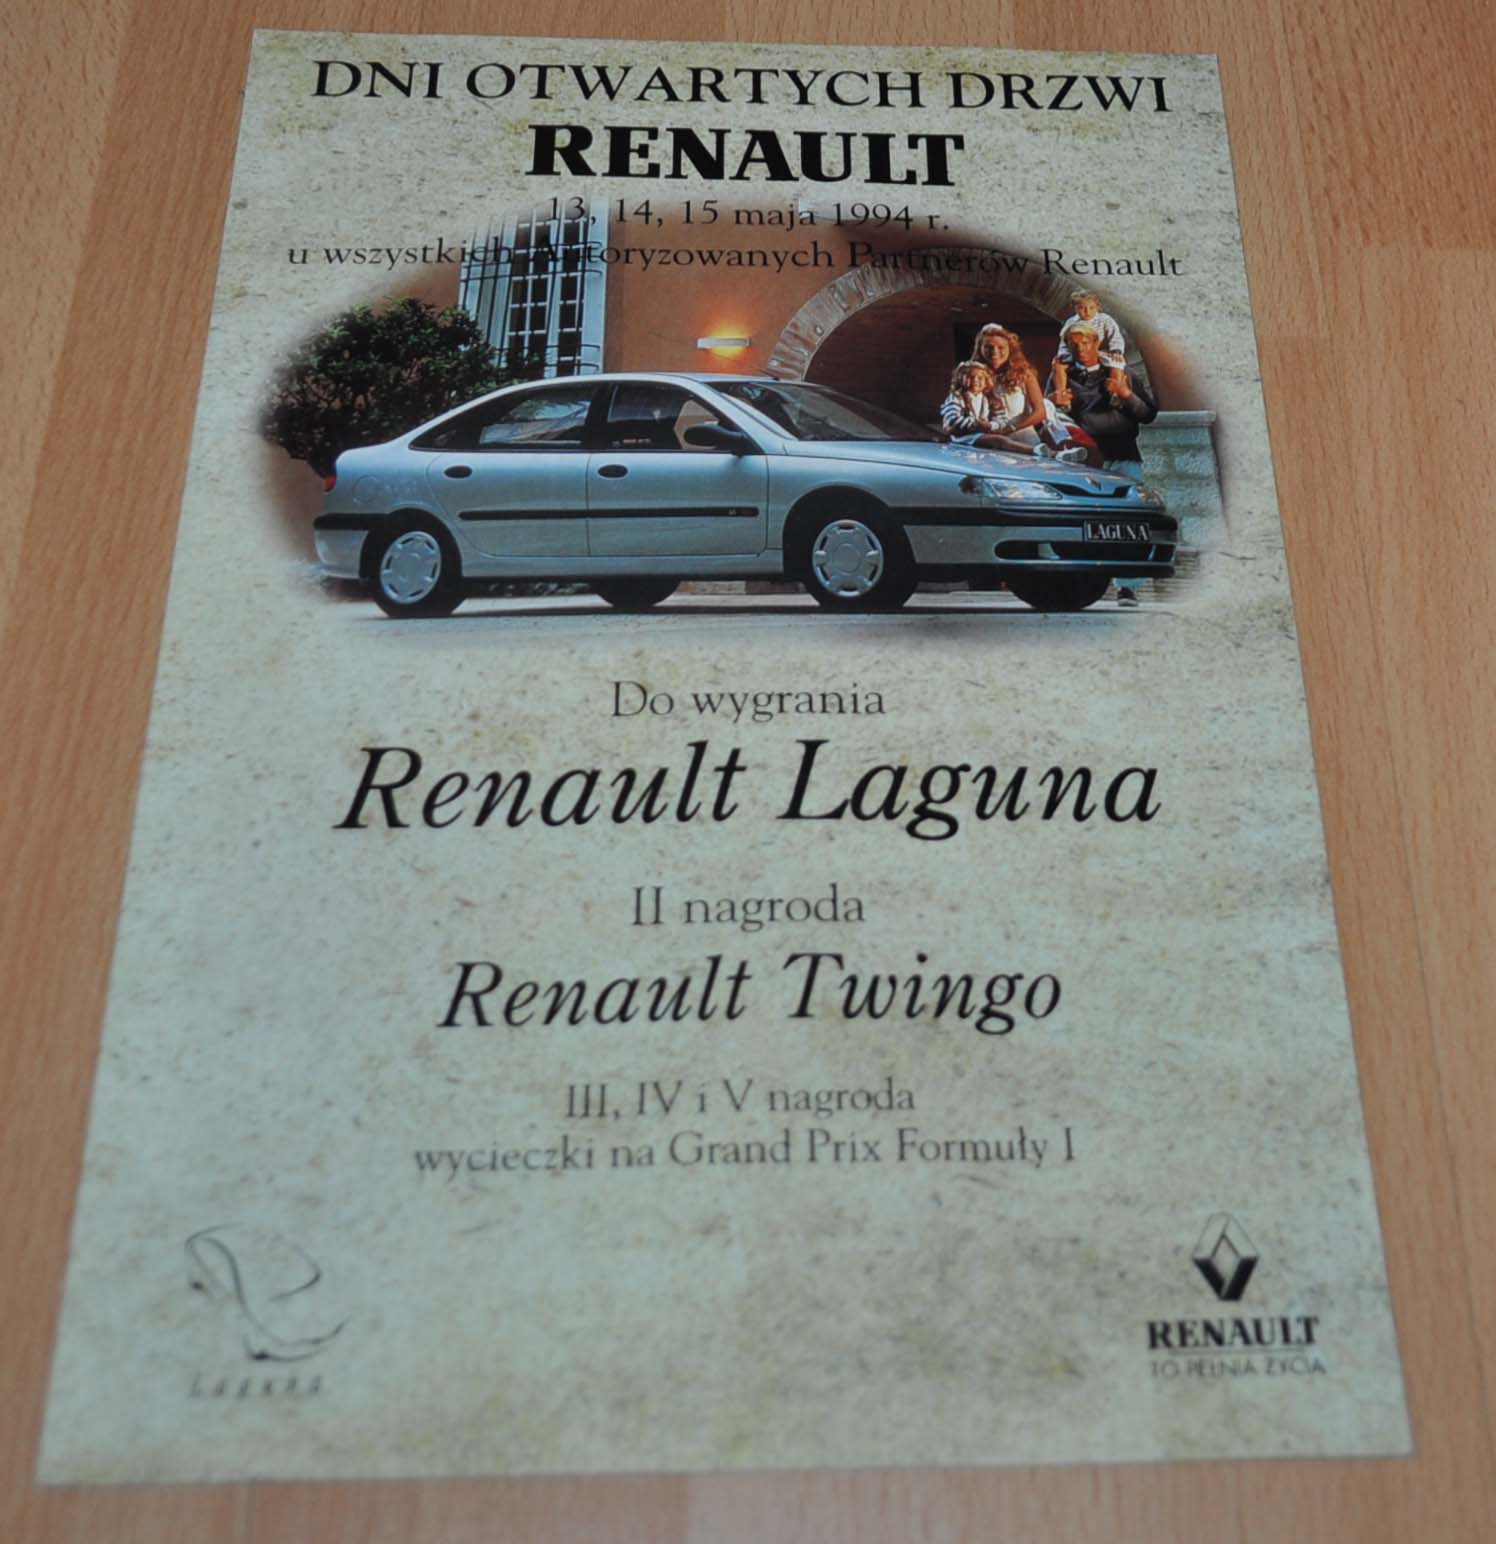 DNI OTWARTYCH DRZWI
RENAULT
13, 14, 15 maja 1994 r.
u wszystkich Autoryzowanych Partnerów Renault
LAGUNA
Do wygrania
Renault Laguna
II nagroda
Renault Twingo
III, IV i V nagroda
wycieczki na Grand Prix Formuły I
Laguna
RENAULT
TO PEŁNIA ŻYCIA